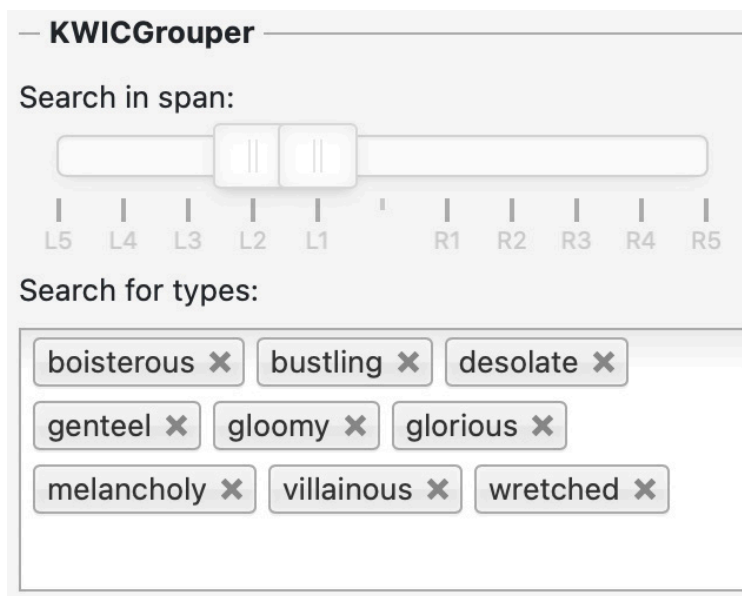 KWICGrouper
Search in span:
L5 L4 L3 L2 L1 R1 R2 R3 R4 R5
Search for types:
boisterous × bustling × desolate ×
genteel × gloomy × glorious ×
melancholy × villainous × wretched ×